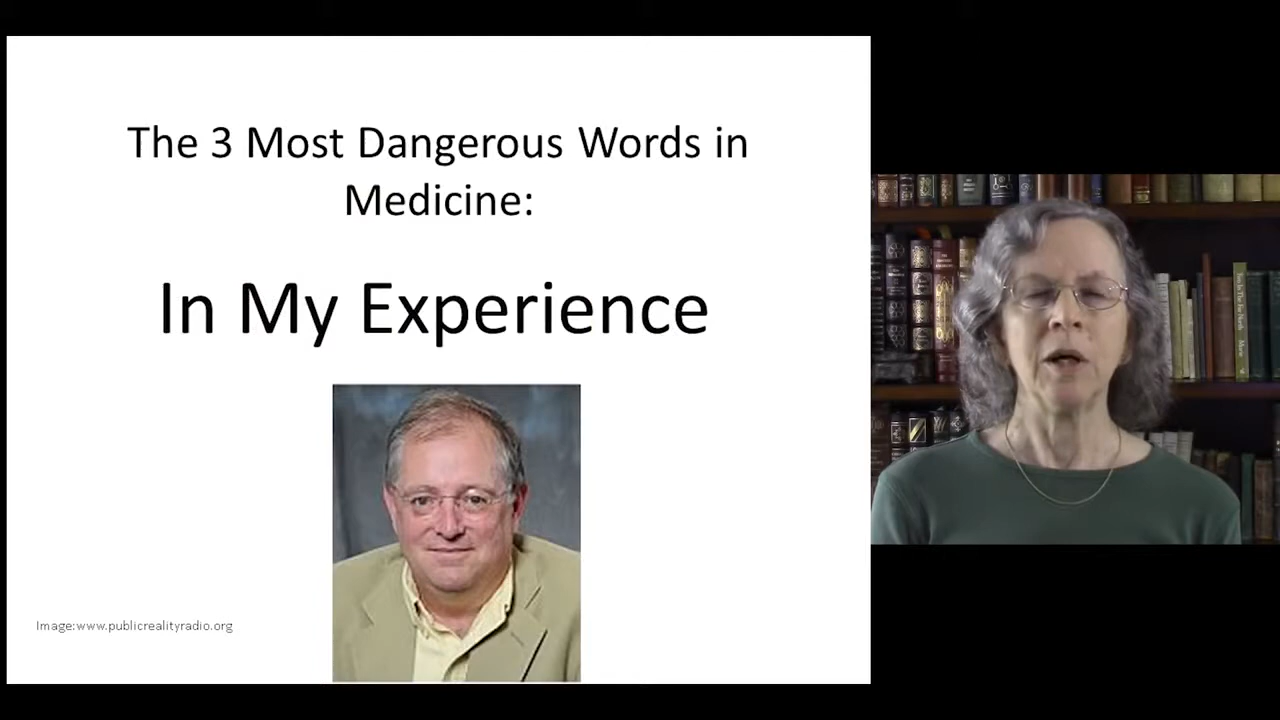 The 3 Most Dangerous Words in
Medicine:
In My Experience
Image:www.publicrealityradio.org